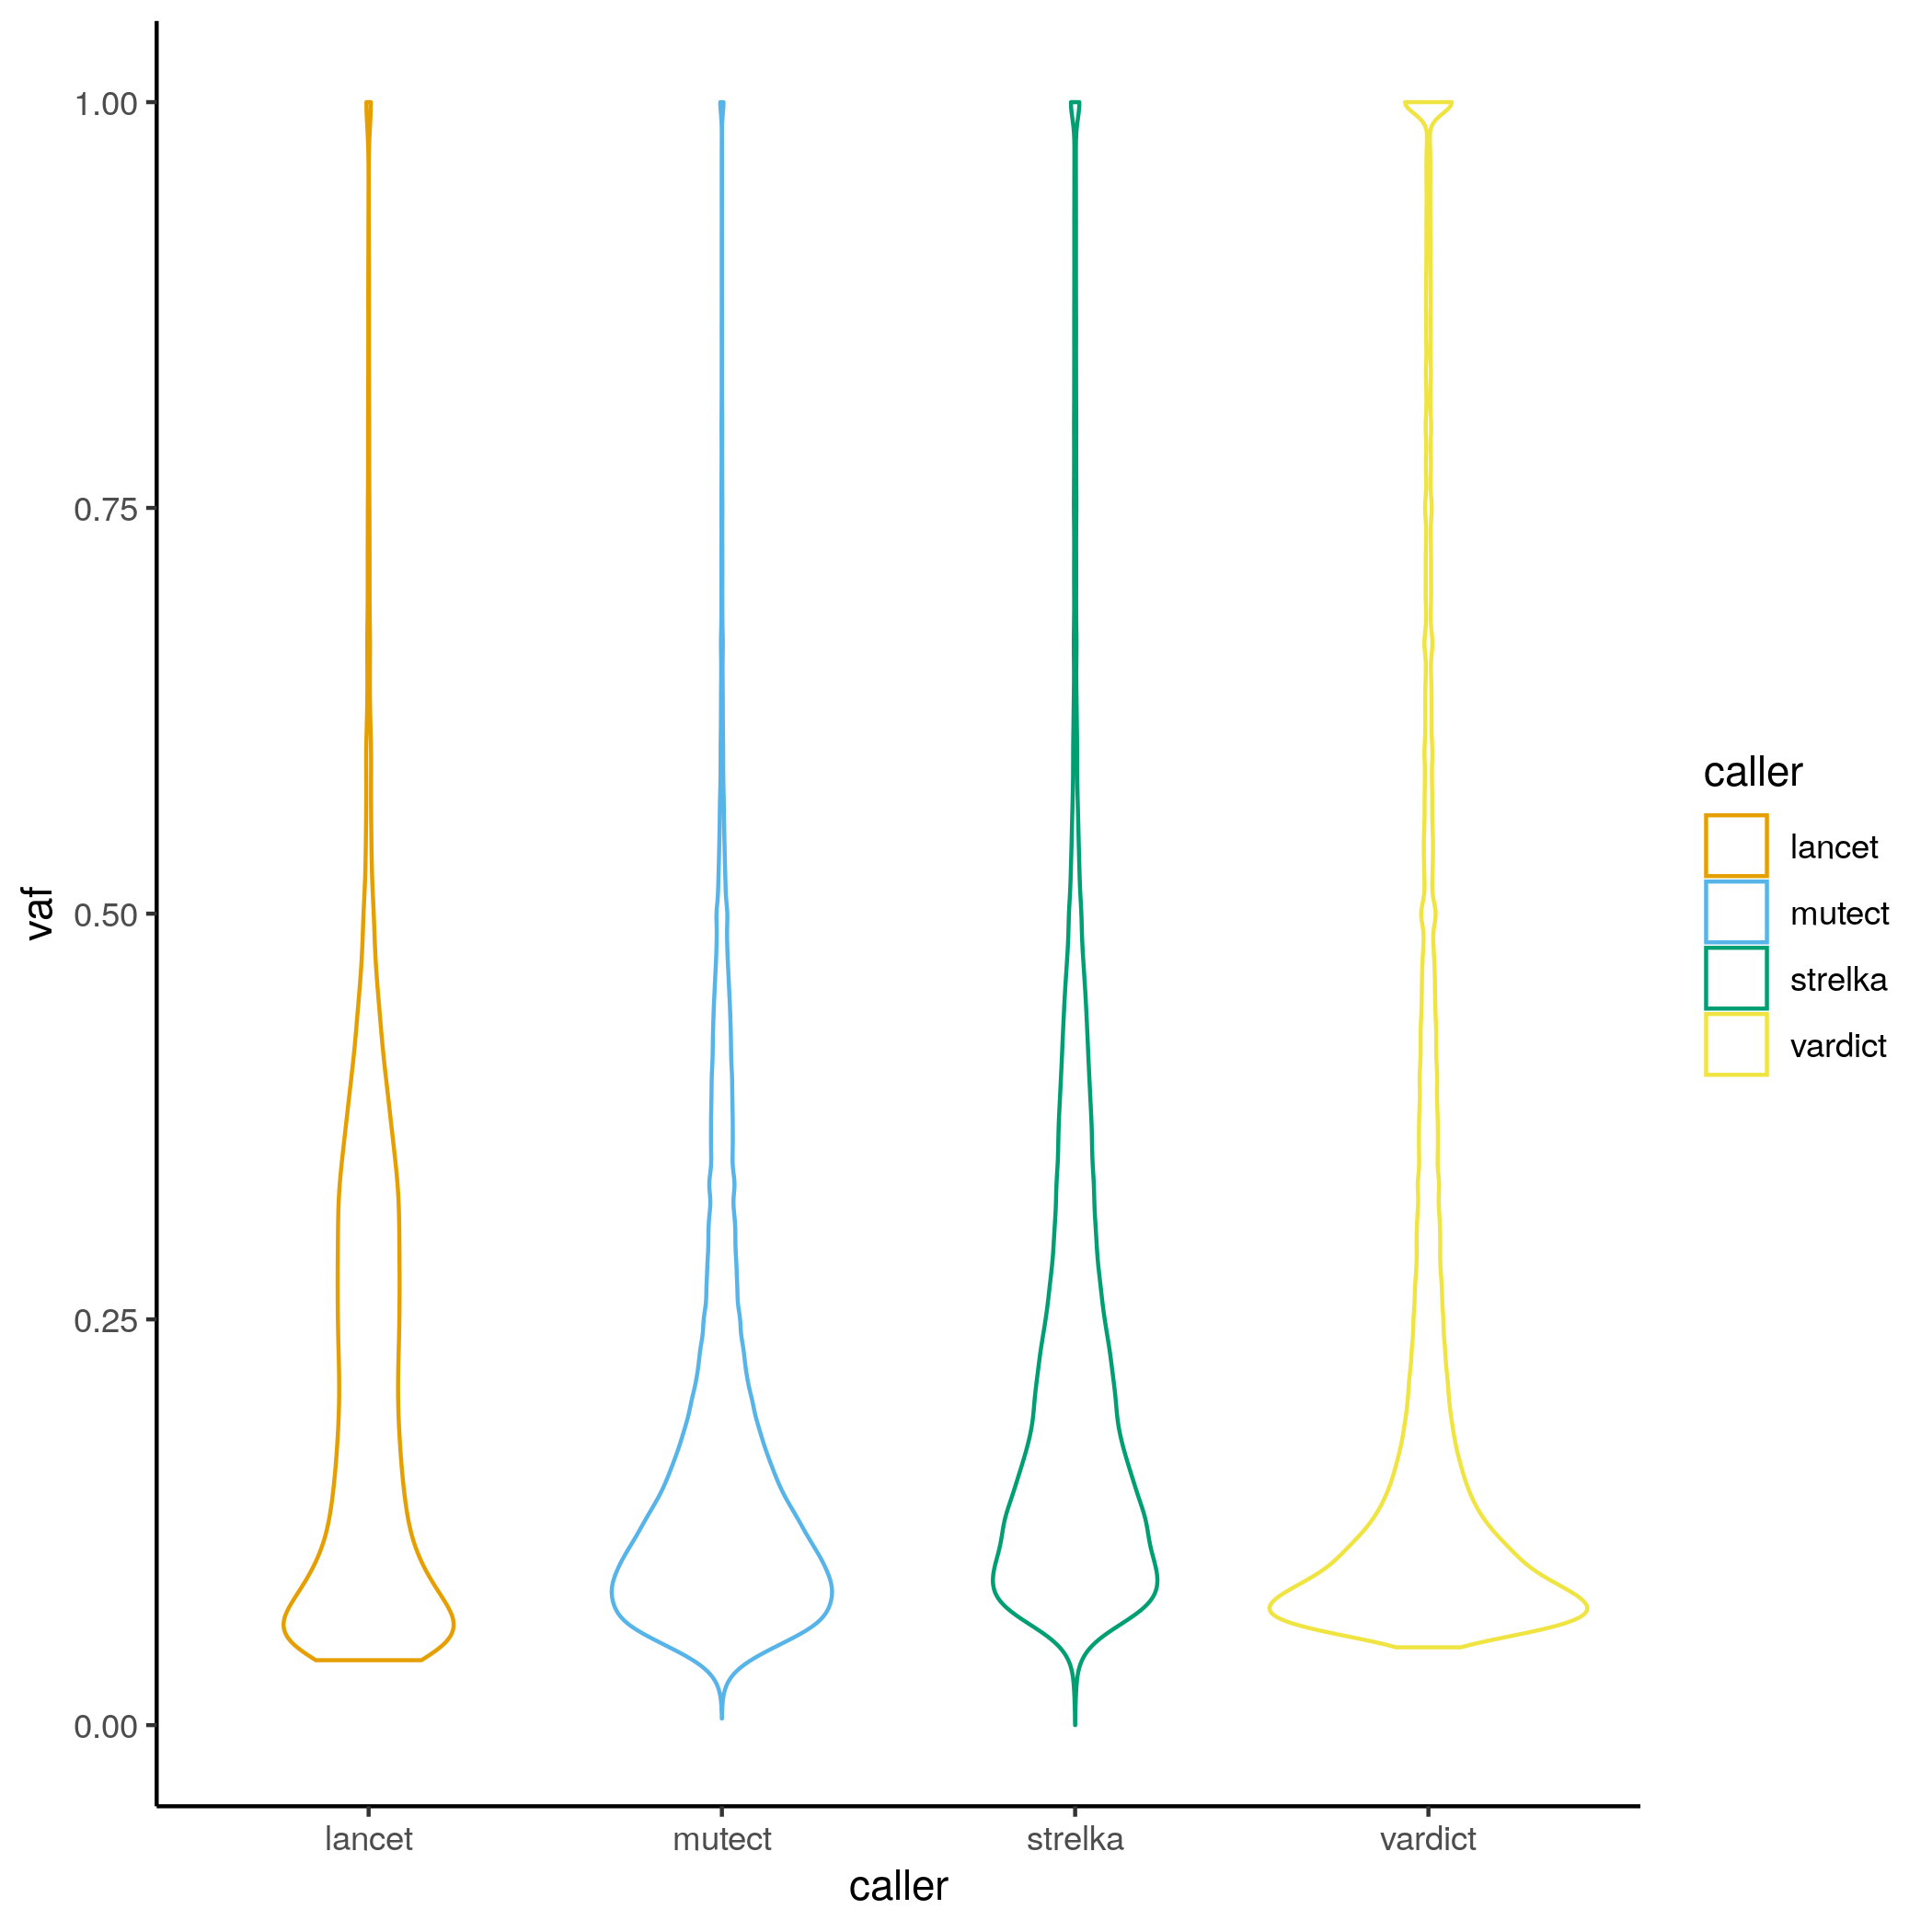 1.00
0.75
0.50
0.25
0.00
vaf
lancet
mutect
strelka
vardict
caller
caller
lancet
mutect
strelka
vardict